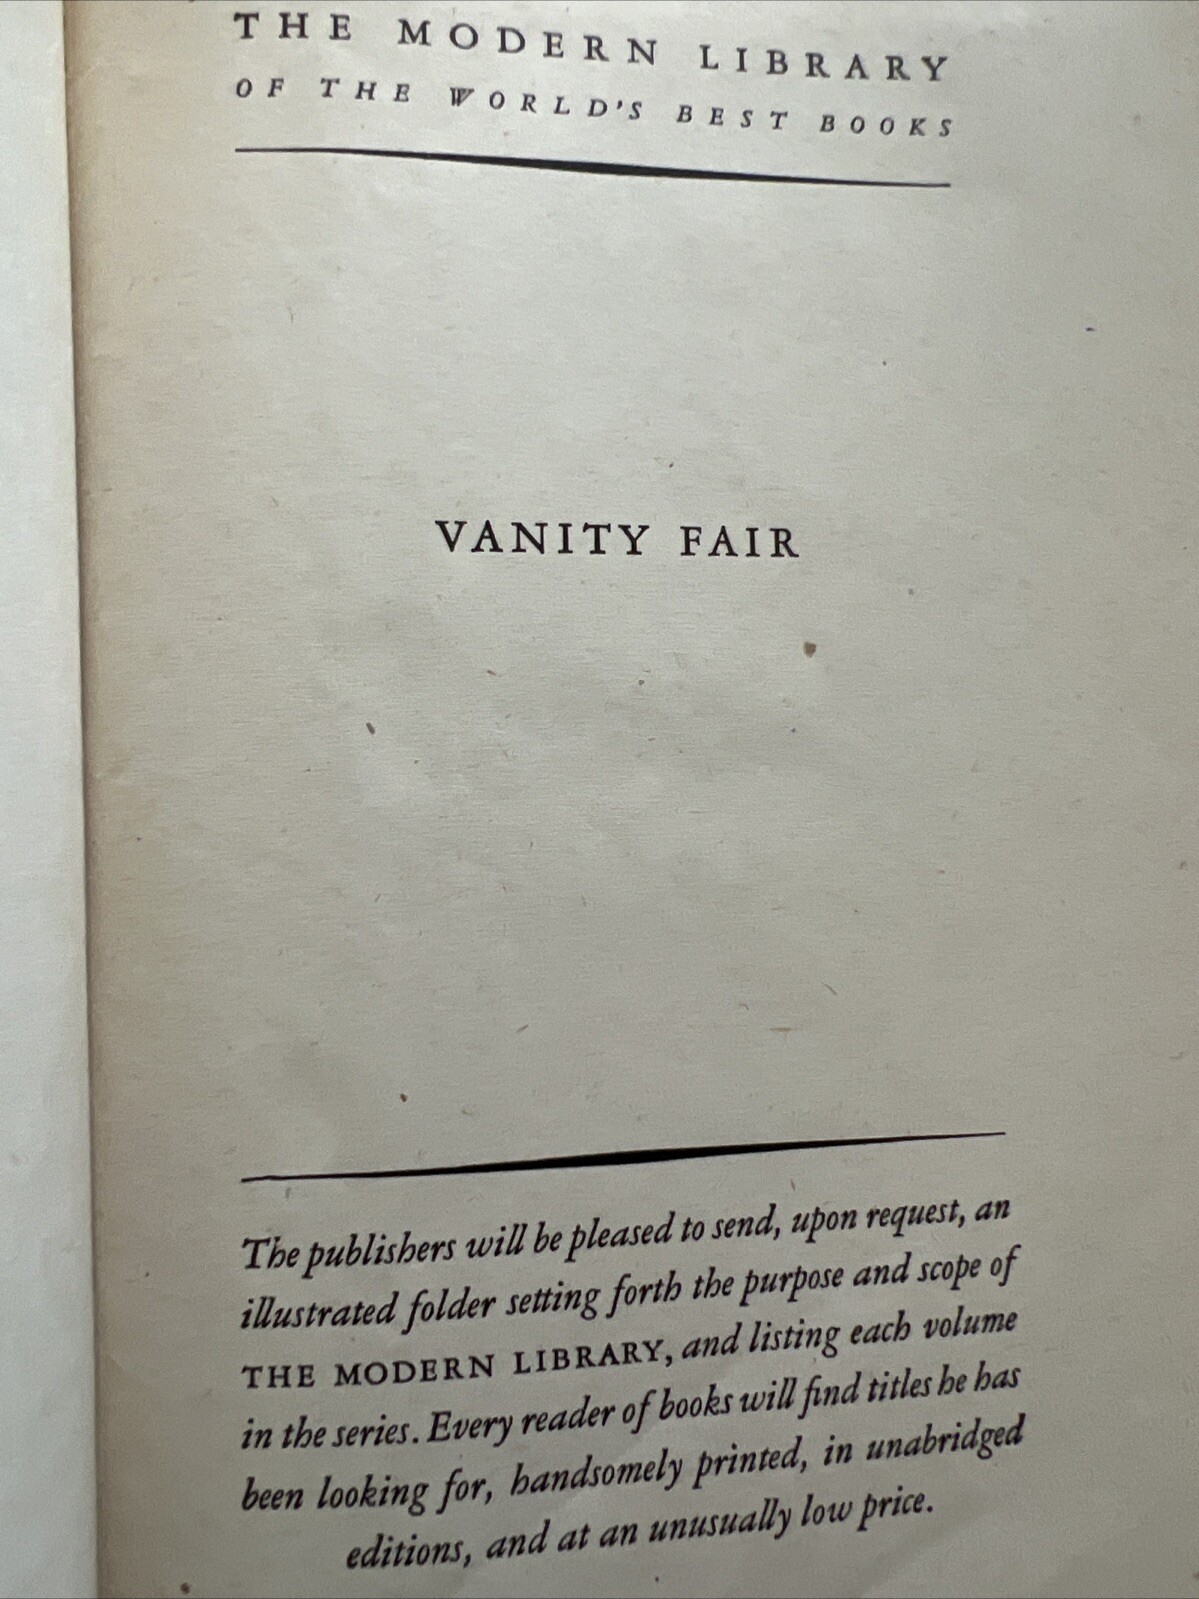 THE MODERN LIBRARY
OF THE WORLD'S BEST BOOKS
VANITY FAIR
The publishers will be pleased to send, upon request, an
illustrated folder setting forth the purpose and scope of
THE MODERN LIBRARY, and listing each volume
in the series. Every reader of books will find titles he has
been looking for, handsomely printed, in unabridged
editions, and at an unusually low price.